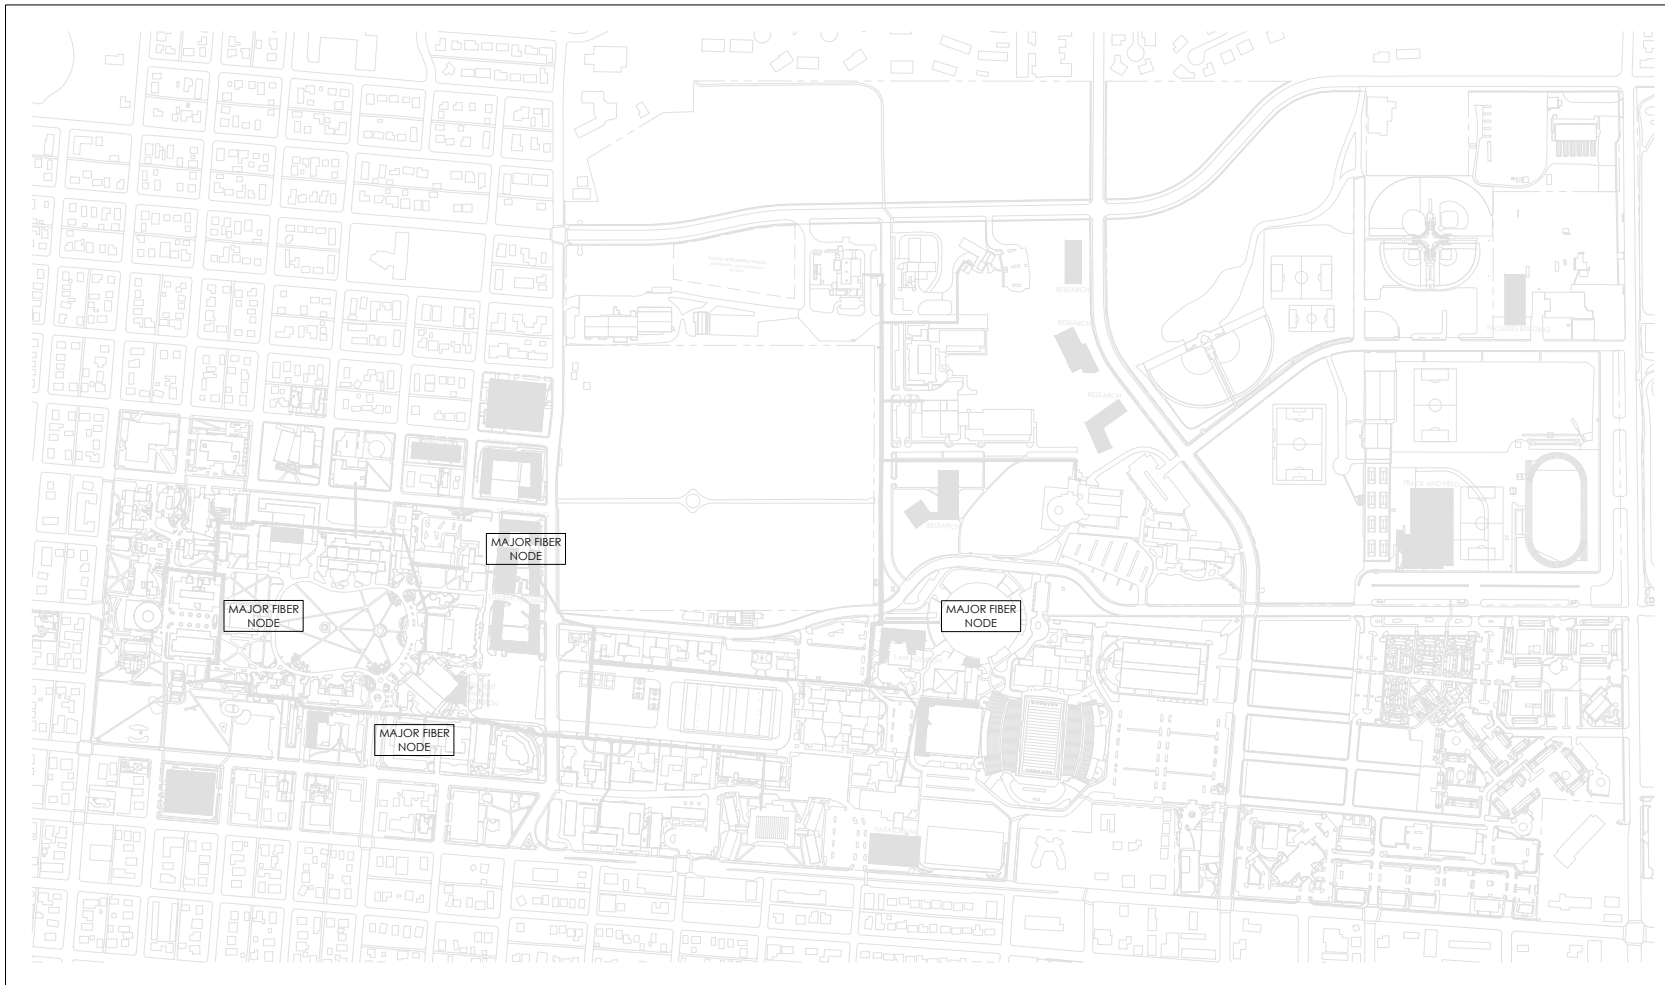 RESEARCH
RESEARCH
RESEARCH
TRACK AND FIELD
RESEARCH
MAJOR FIBER
NODE
MAJOR FIBER
NODE
MAJOR FIBER
NODE
MAJOR FIBER
NODE